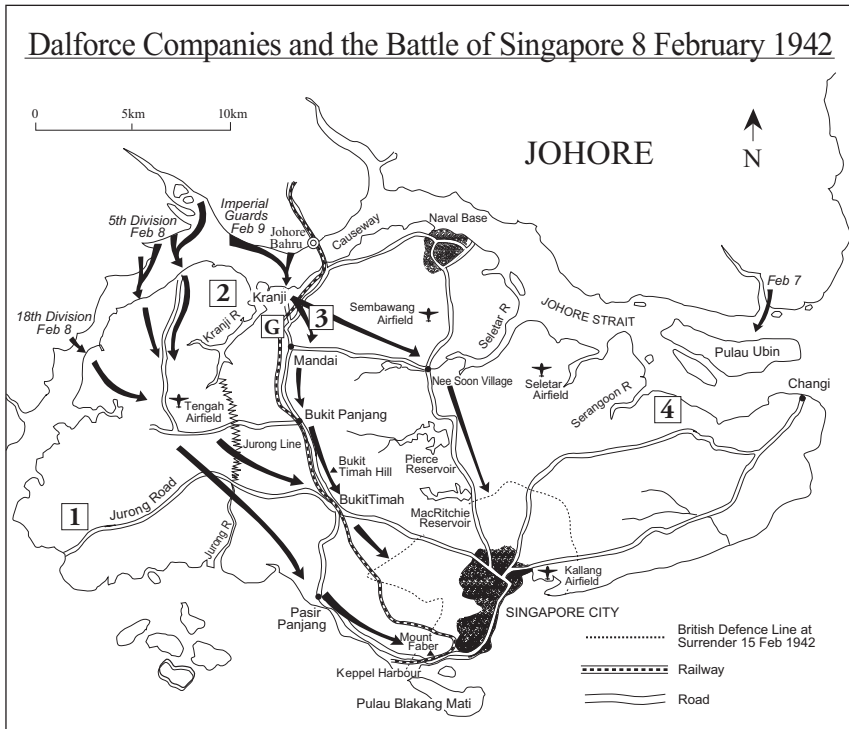 Dalforce Companies and the Battle of Singapore 8 February 1942
0
5km
10km
JOHORE
N
5th Division
Feb 8
Imperial
Guards
Feb 9
Johore
Bahru
Causeway
Naval Base
Feb 7
18th Division
Feb 8
2
Kranji
Kranji R
G
3
Sembawang
Airfield
Seletar R
JOHORE STRAIT
Pulau Ubin
Mandai
Nee Soon Village
Seletar
Airfield
Serangoon R
Changi
4
Tengah
Airfield
Bukit Panjang
Jurong Line
Bukit
Timah Hill
Pierce
Reservoir
BukitTimah
MacRitchie
Reservoir
1
Jurong Road
Jurong R
Kallang
Airfield
Pasir
Panjang
SINGAPORE CITY
Mount
Faber
Keppel Harbour
Pulau Blakang Mati
British Defence Line at
Surrender 15 Feb 1942
Railway
Road